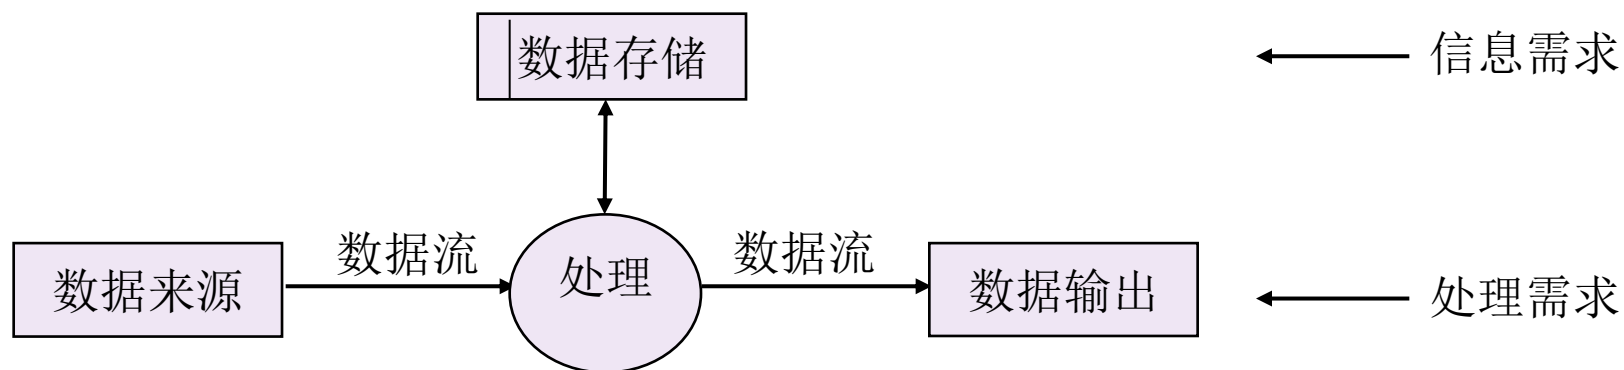 数据存储
信息需求
数据流
数据流
数据来源
处理
数据输出
处理需求